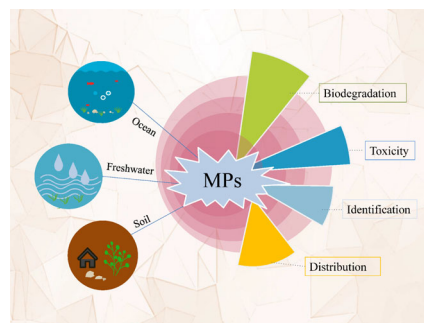 Ocean
Freshwater
Soil
MPs
Biodegradation
Toxicity
Identification
Distribution